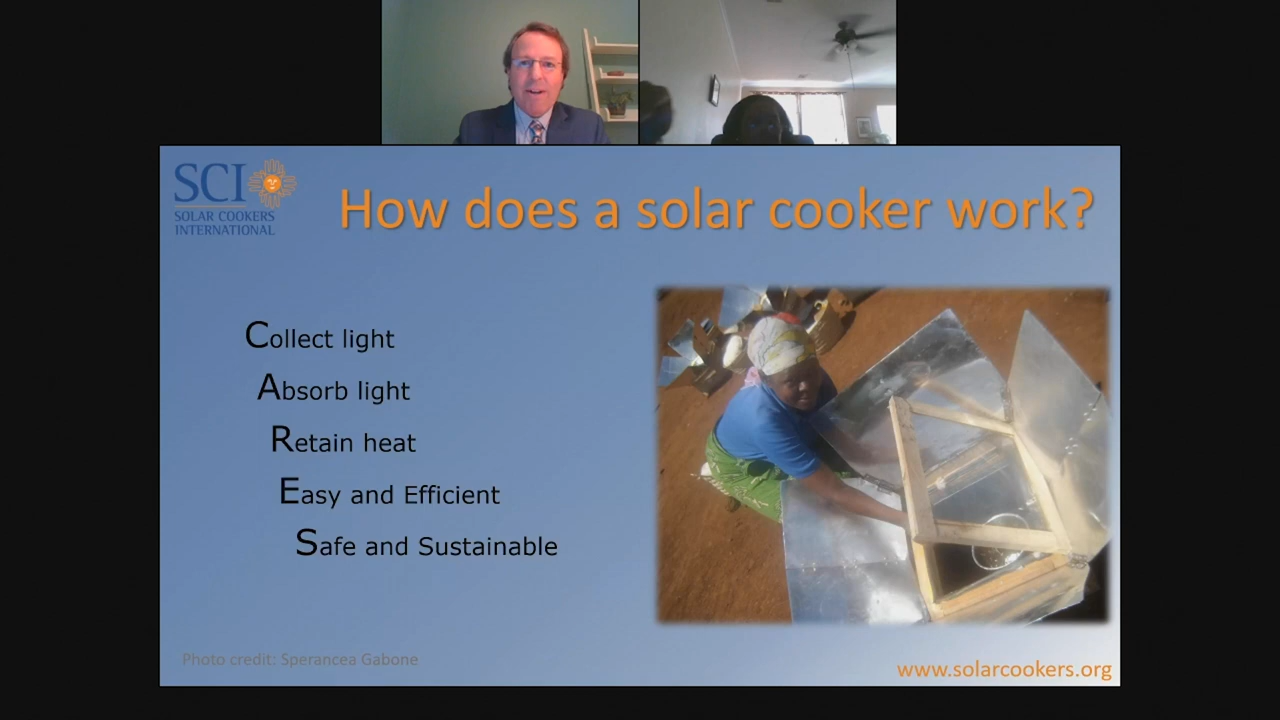 SCI
SOLAR COOKERS
INTERNATIONAL
How does a solar cooker work?
Collect light
Absorb light
Retain heat
Easy and Efficient
Safe and Sustainable
Photo credit: Sperancea Gabone
www.solarcookers.org